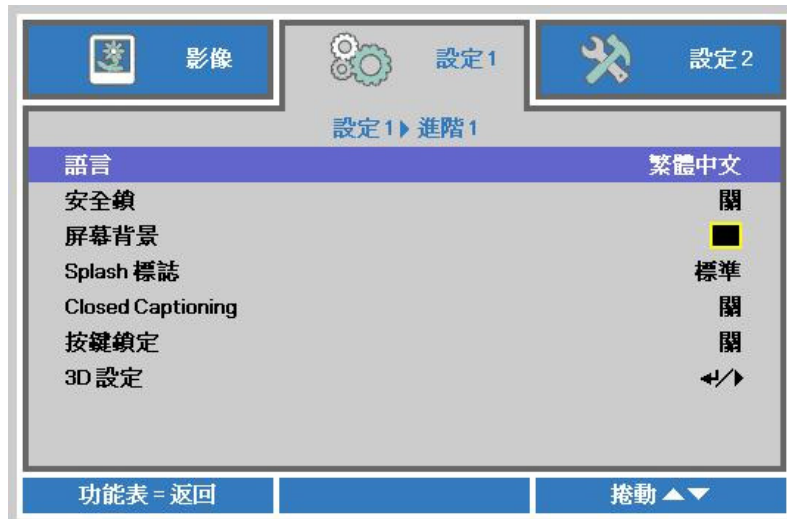 影像
設定1
設定2
設定1▶進階1
語言 繁體中文
安全鎖 關
屏幕背景
Splash 標誌 標準
Closed Captioning 關
按鍵鎖定 關
3D 設定 ↵/▶
功能表 = 返回
捲動▲▼